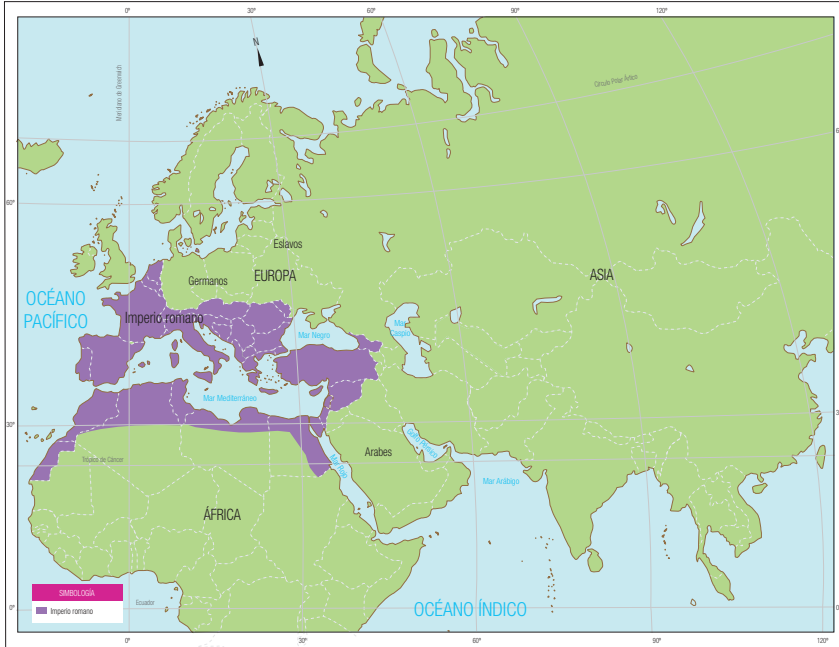 0°
30°
60°
90°
120°
N
Meridiano de Greenwich
Círculo Polar Ártico
60°
Eslavos
Germanos
EUROPA
ASIA
OCÉANO
PACÍFICO
Imperio romano
Mar Negro
Mar
Caspio
Mar Mediterráneo
30°
Trópico de Cáncer
Arabes
Golfo Pérsico
Mar Rojo
Mar Arábigo
ÁFRICA
SIMBOLOGÍA
Imperio romano
Ecuador
OCÉANO ÍNDICO
0°
0°
0°
30°
60°
90°
120°